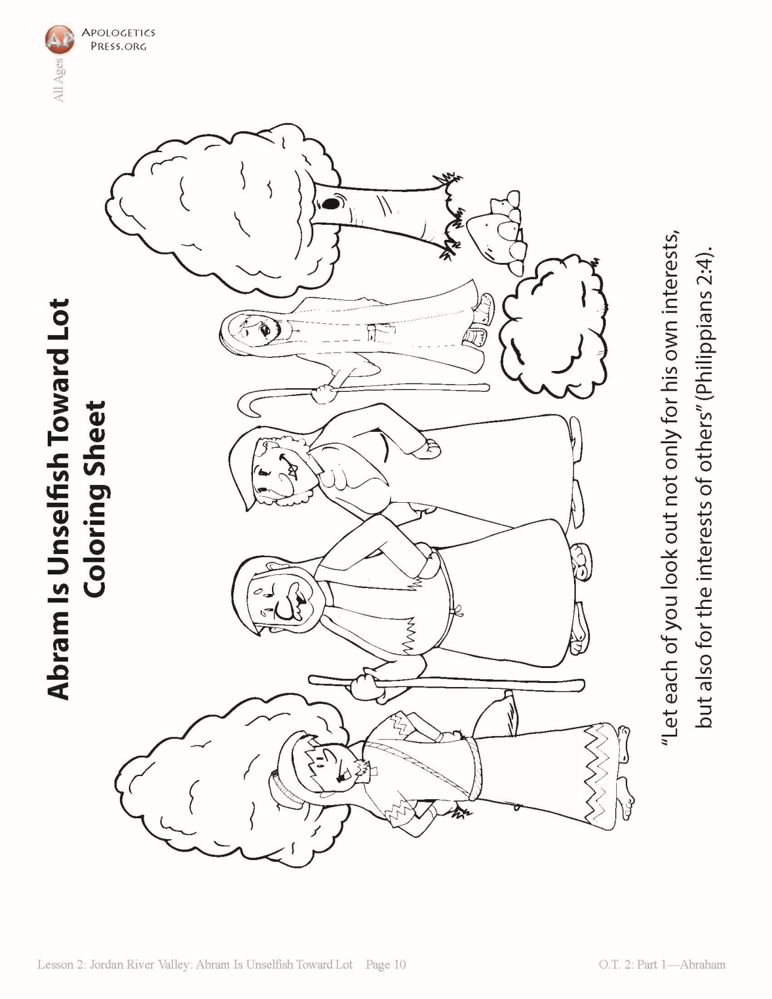 AP
APOLOGETICS
PRESS.ORG
All Ages
Abram Is Unselfish Toward Lot
Coloring Sheet
“Let each of you look out not only for his own interests,
but also for the interests of others” (Philippians 2:4).
Lesson 2: Jordan River Valley: Abram Is Unselfish Toward Lot Page 10
O.T. 2: Part 1—Abraham